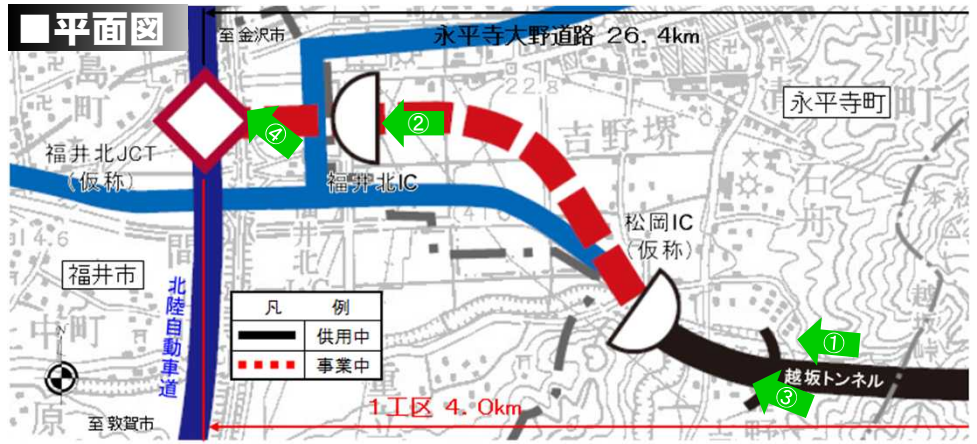 ■平面図
至 金沢市
永平寺大野道路 26.4km
永平寺町
②
④
福井北JCT
(仮称)
福井北IC
吉野堺
松岡IC
(仮称)
福井市
北陸自動車道
凡 例
供用中
事業中
①
越坂トンネル
③
1工区 4.0km
至 敦賀市